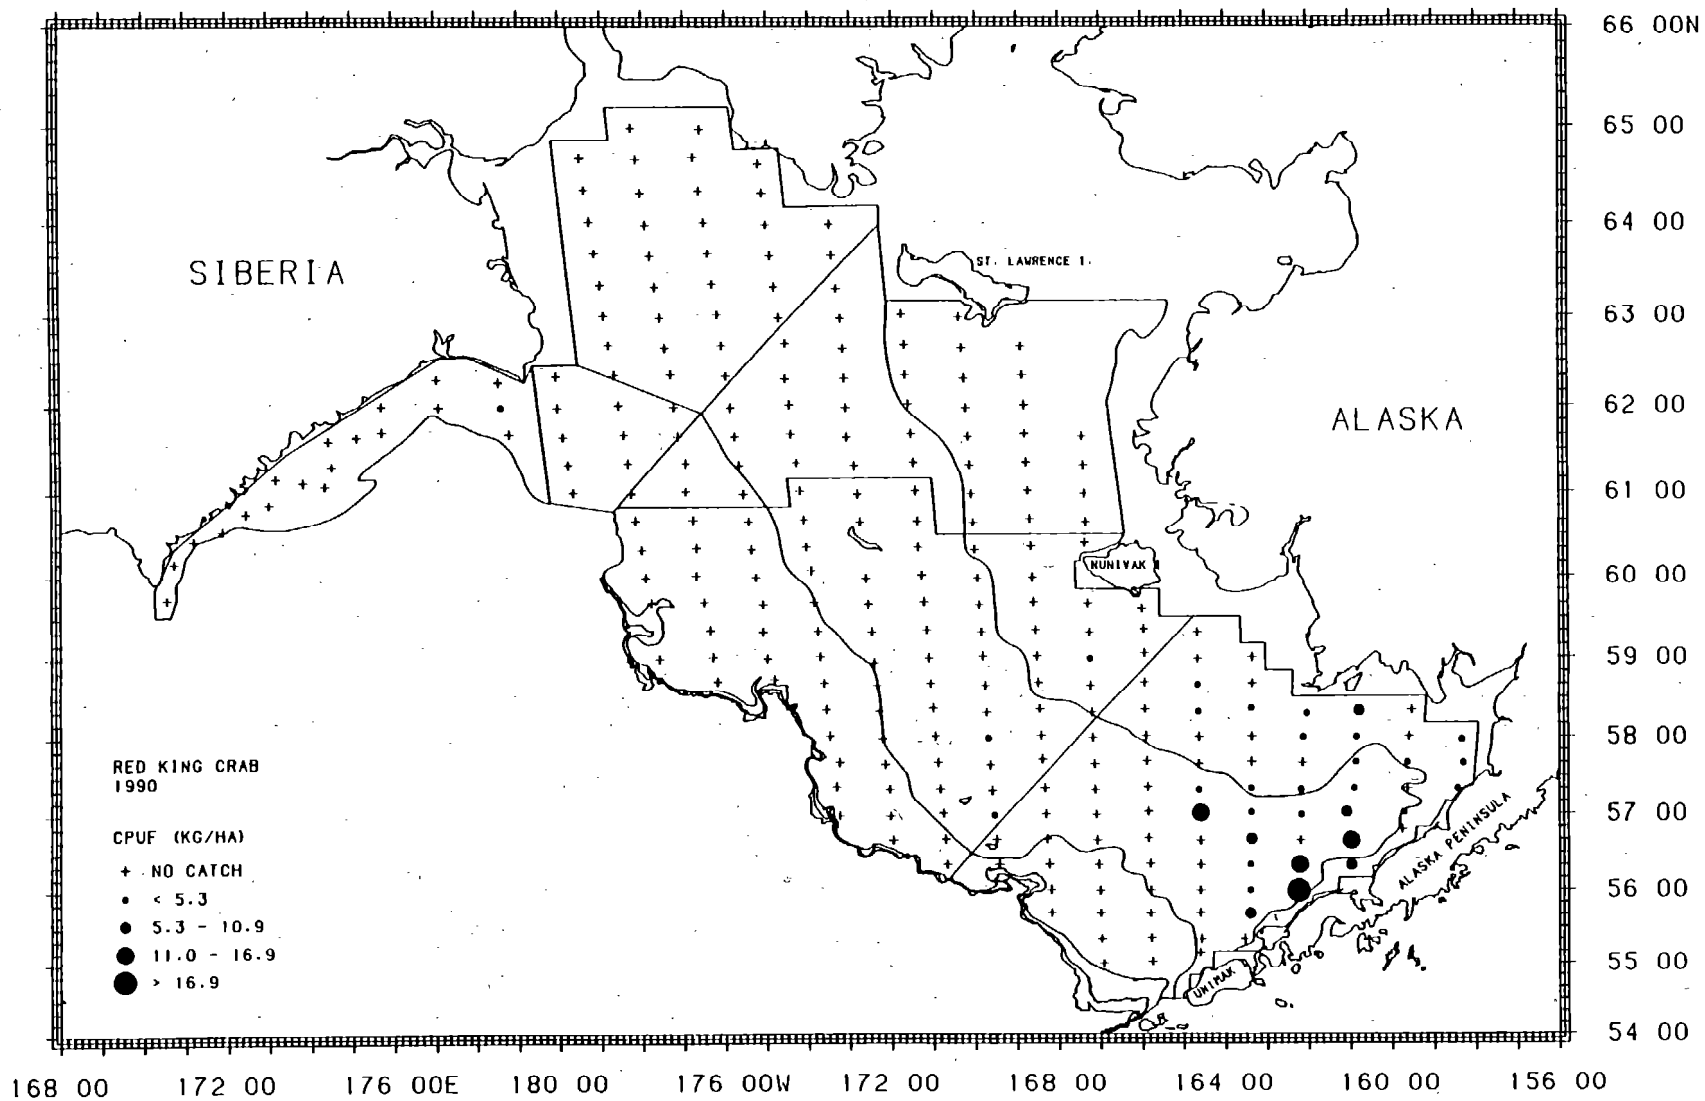 66 00N
65 00
64 00
SIBERIA
ST. LAWRENCE I.
63 00
62 00
ALASKA
61 00
NUNIVAK
60 00
59 00
58 00
RED KING CRAB
1990
57 00
CPUF (KG/HA)
+ NO CATCH
< 5.3
5.3 - 10.9
11.0 - 16.9
> 16.9
ALASKA PENINSULA
56 00
55 00
UNIMAK
54 00
168 00 172 00 176 00E 180 00 176 00W 172 00 168 00 164 00 160 00 156 00